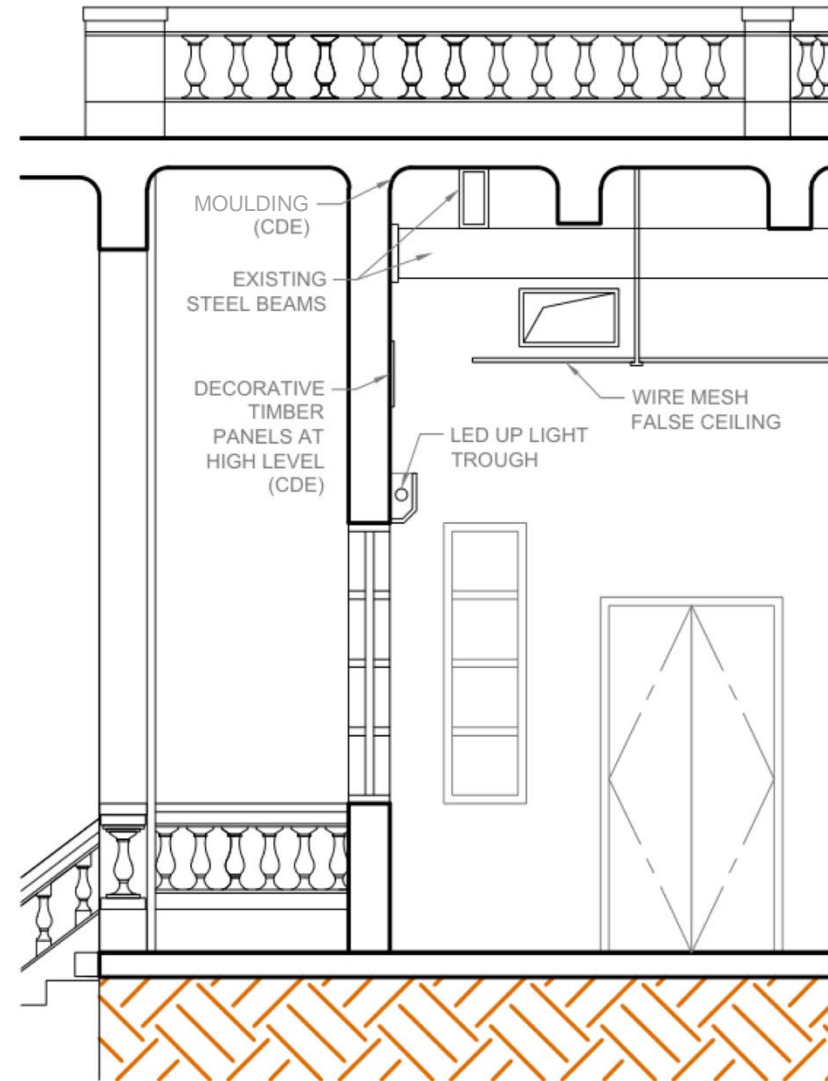 MOULDING
(CDE)
EXISTING
STEEL BEAMS
DECORATIVE
TIMBER
PANELS AT
HIGH LEVEL
(CDE)
LED UP LIGHT
TROUGH
WIRE MESH
FALSE CEILING